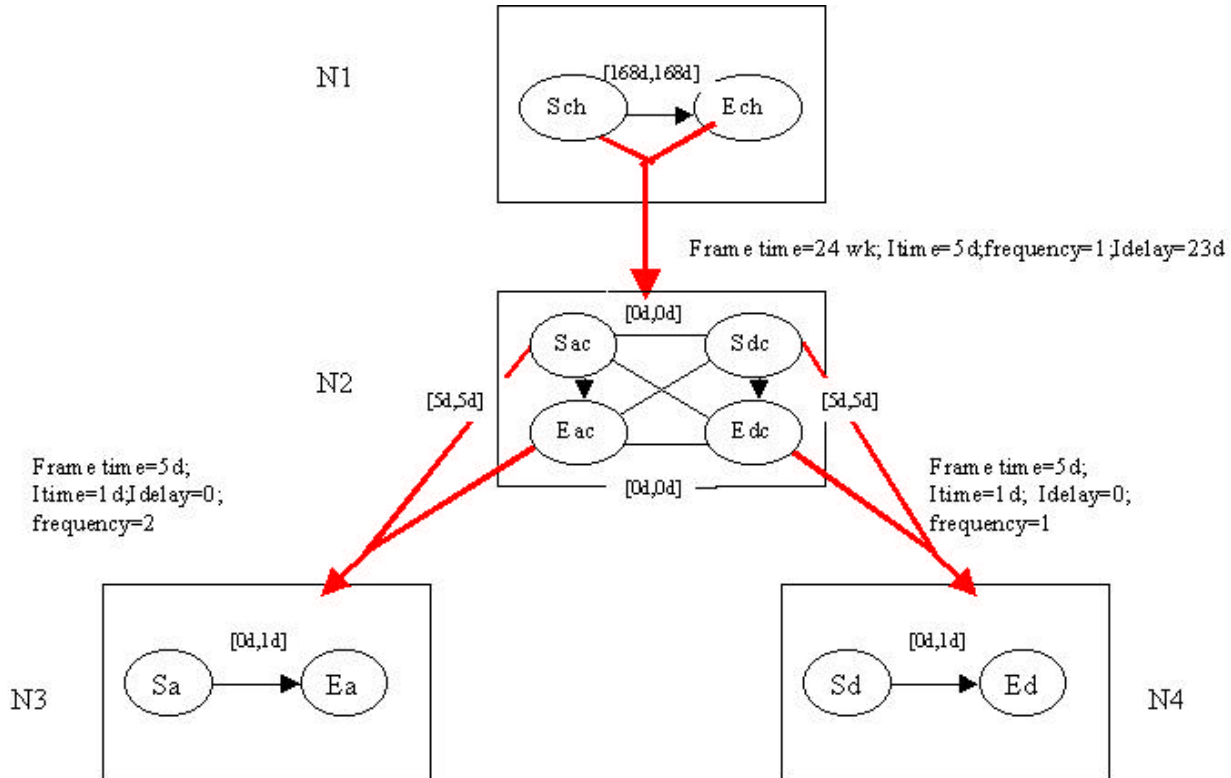 [168d,168d]
N1
Sch
Ech
Frame time=24 wk; Itime=5d;frequency=1;Idelay=23d
[0d,0d]
Sac
Sdc
N2
[5d,5d]
[5d,5d]
Eac
Edc
[0d,0d]
Frame time=5d;
Itime=1d;Idelay=0;
frequency=2
Frame time=5d;
Itime=1d; Idelay=0;
frequency=1
[0d,1d]
Sa
Ea
N3
[0d,1d]
Sd
Ed
N4